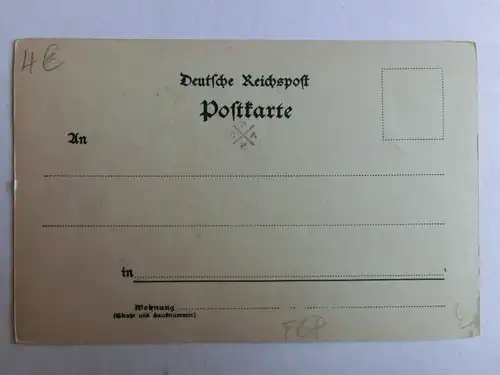 4€
Deutsche Reichspost
Postkarte
An
in
Wohnung
(Straße und Hausnummer)